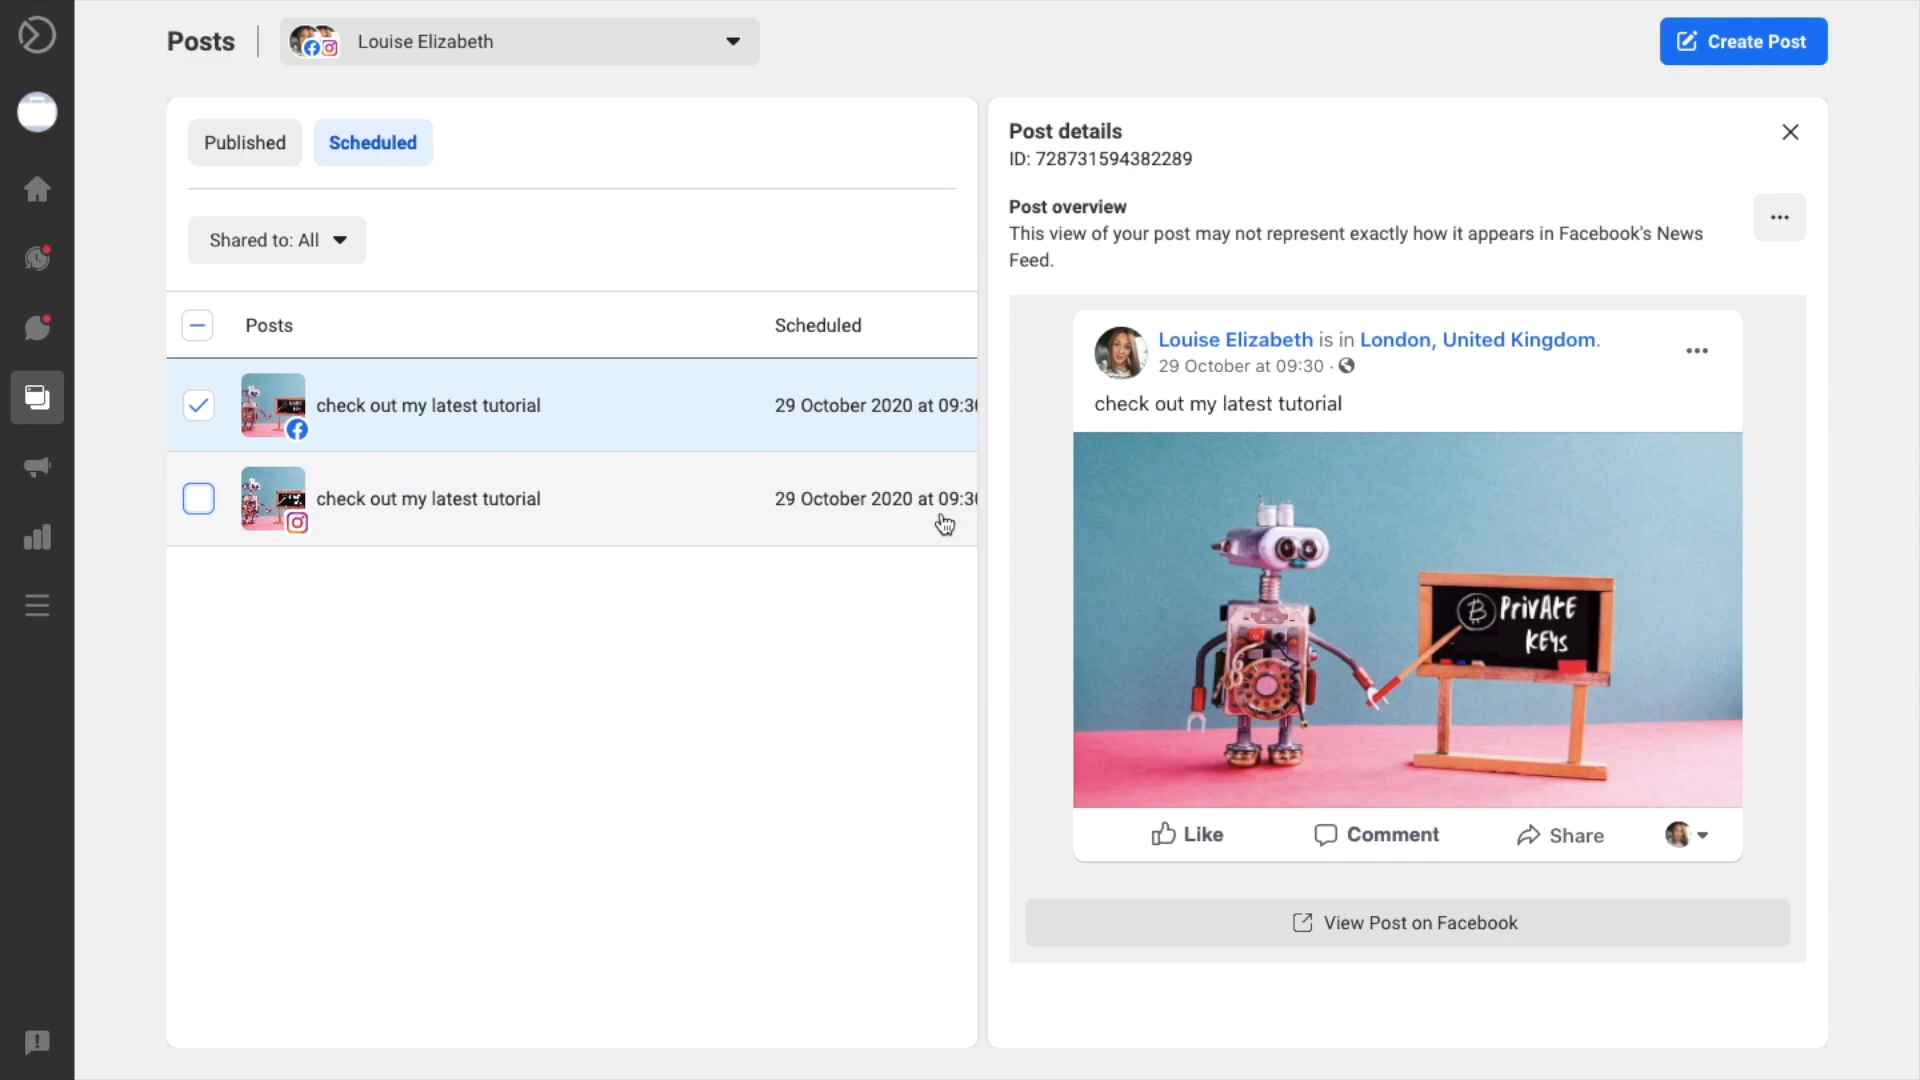 Posts
Louise Elizabeth
Create Post
Published
Scheduled
Shared to: All
Posts
Scheduled
check out my latest tutorial
29 October 2020 at 09:30
check out my latest tutorial
29 October 2020 at 09:30
Post details
ID: 728731594382289
Post overview
This view of your post may not represent exactly how it appears in Facebook's News
Feed.
Louise Elizabeth is in London, United Kingdom.
29 October at 09:30 ·
check out my latest tutorial
PrivAtE
KEYs
Like
Comment
Share
View Post on Facebook